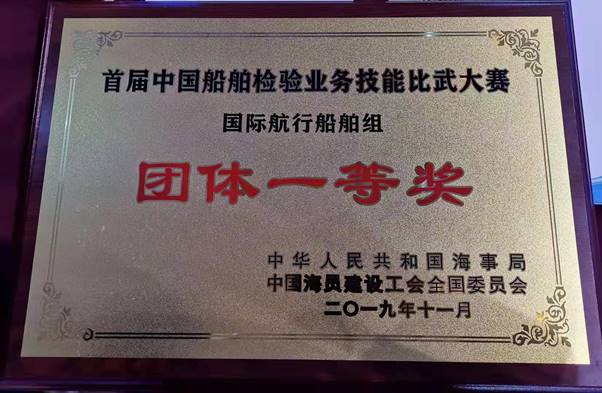 首届中国船舶检验业务技能比武大赛
国际航行船舶组
团体一等奖
中华人民共和国海事局
中国海员建设工会全国委员会
二〇一九年十一月